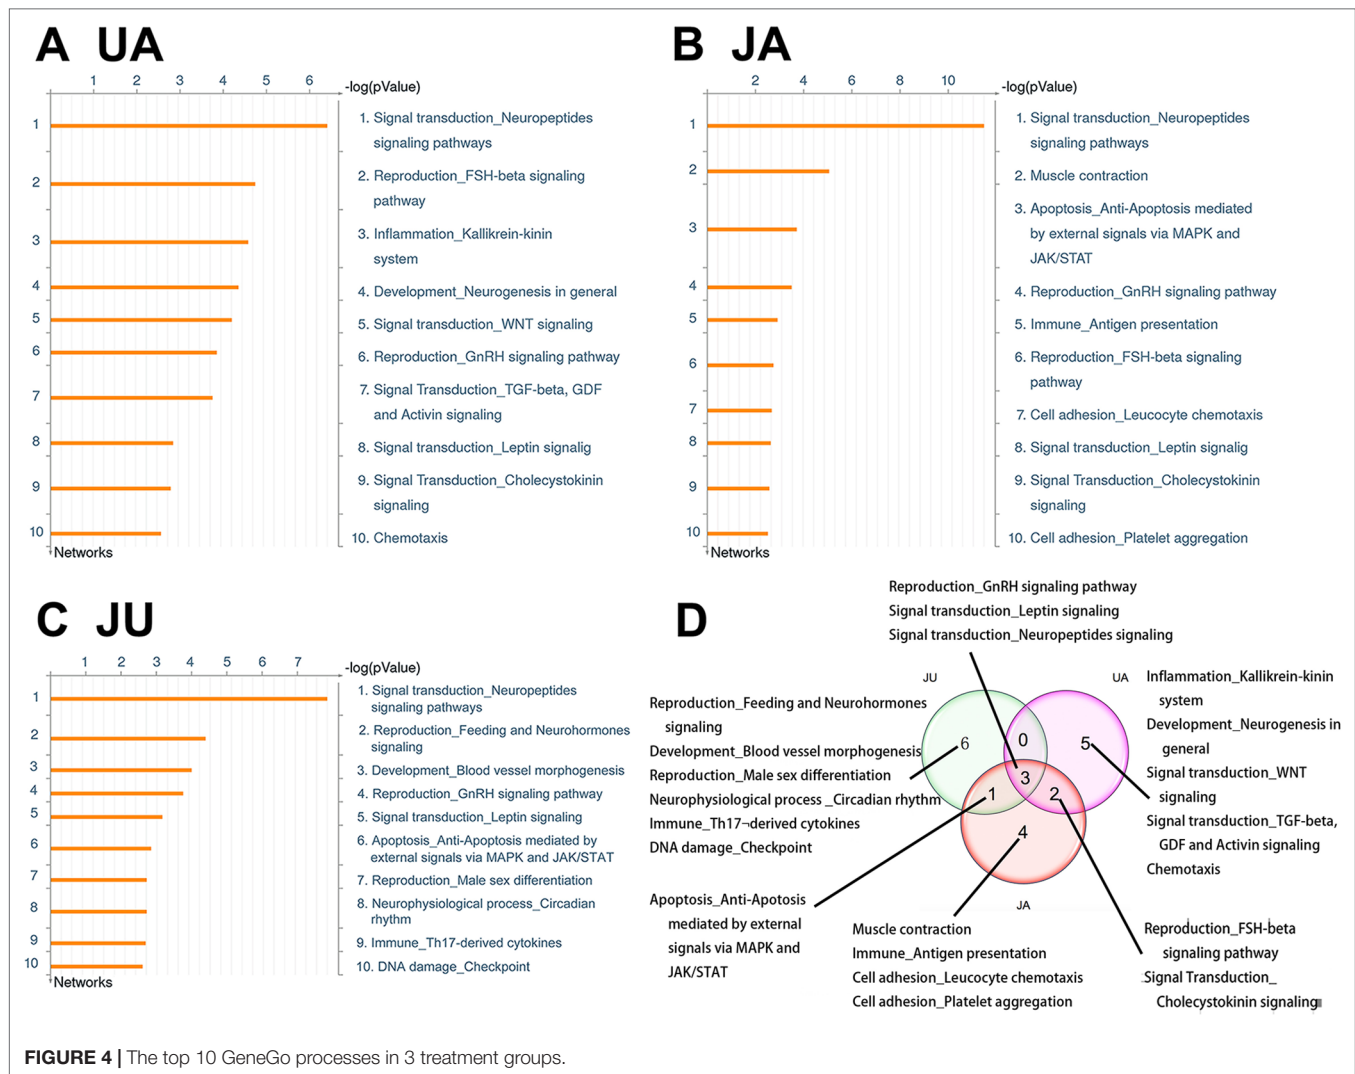 A UA
1 2 3 4 5 6
-log(pValue)
1
2
3
4
5
6
7
8
9
10
Networks
1. Signal transduction_Neuropeptides
signaling pathways
2. Reproduction_FSH-beta signaling
pathway
3. Inflammation_Kallikrein-kinin
system
4. Development_Neurogenesis in general
5. Signal transduction_WNT signaling
6. Reproduction_GnRH signaling pathway
7. Signal Transduction_TGF-beta, GDF
and Activin signaling
8. Signal transduction_Leptin signalig
9. Signal Transduction_Cholecystokinin
signaling
10. Chemotaxis
B JA
2 4 6 8 10
-log(pValue)
1
2
3
4
5
6
7
8
9
10
Networks
1. Signal transduction_Neuropeptides
signaling pathways
2. Muscle contraction
3. Apoptosis_Anti-Apoptosis mediated
by external signals via MAPK and
JAK/STAT
4. Reproduction_GnRH signaling pathway
5. Immune_Antigen presentation
6. Reproduction_FSH-beta signaling
pathway
7. Cell adhesion_Leucocyte chemotaxis
8. Signal transduction_Leptin signalig
9. Signal Transduction_Cholecystokinin
signaling
10. Cell adhesion_Platelet aggregation
C JU
1 2 3 4 5 6 7
-log(pValue)
1
2
3
4
5
6
7
8
9
10
Networks
1. Signal transduction_Neuropeptides
signaling pathways
2. Reproduction_Feeding and Neurohormones
signaling
3. Development_Blood vessel morphogenesis
4. Reproduction_GnRH signaling pathway
5. Signal transduction_Leptin signaling
6. Apoptosis_Anti-Apoptosis mediated by
external signals via MAPK and JAK/STAT
7. Reproduction_Male sex differentiation
8. Neurophysiological process_Circadian
rhythm
9. Immune_Th17-derived cytokines
10. DNA damage_Checkpoint
D
Reproduction_GnRH signaling pathway
Signal transduction_Leptin signaling
Signal transduction_Neuropeptides signaling
JU
UA
JA
6
0
5
3
1
2
4
Reproduction_Feeding and Neurohormones
signaling
Development_Blood vessel morphogenesis
Reproduction_Male sex differentiation
Neurophysiological process _Circadian rhythm
Immune_Th17¬derived cytokines
DNA damage_Checkpoint
Inflammation_Kallikrein-kinin
system
Development_Neurogenesis in
general
Signal transduction_WNT
signaling
Signal transduction_TGF-beta,
GDF and Activin signaling
Chemotaxis
Apoptosis_Anti-Apotosis
mediated by external
signals via MAPK and
JAK/STAT
Muscle contraction
Immune_Antigen presentation
Cell adhesion_Leucocyte chemotaxis
Cell adhesion_Platelet aggregation
Reproduction_FSH-beta
signaling pathway
Signal Transduction_
Cholecystokinin signaling
FIGURE 4 | The top 10 GeneGo processes in 3 treatment groups.